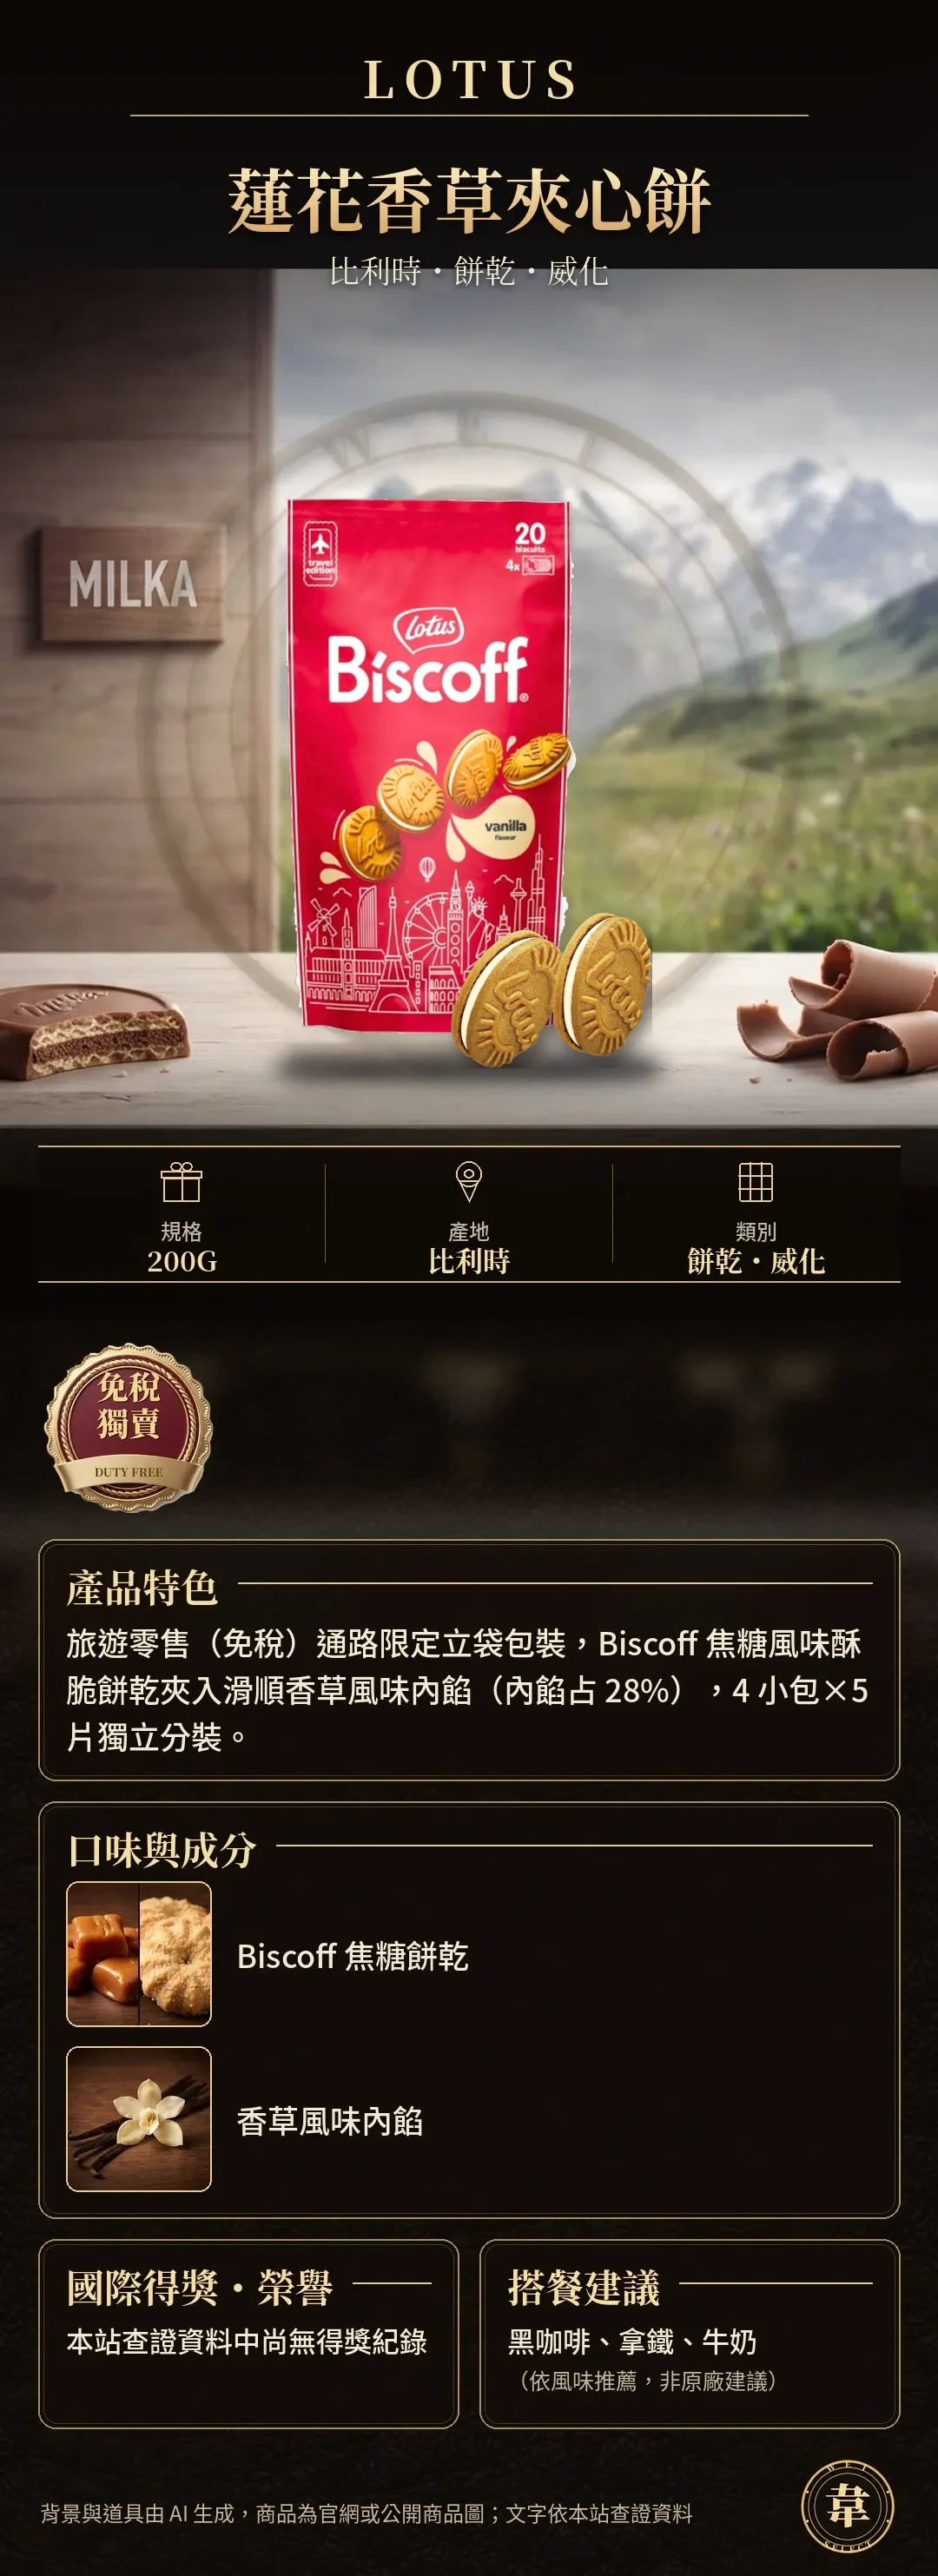 LOTUS
蓮花香草夾心餅
比利時・餅乾・威化
WEI
MILKA
travel
edition
20
biscuits
4x
Lotus
Biscoff®
vanilla
flavour
規格
200G
產地
比利時
類別
餅乾・威化
免稅
獨賣
DUTY FREE
產品特色
旅遊零售（免稅）通路限定立袋包裝，Biscoff 焦糖風味酥
脆餅乾夾入滑順香草風味內餡（內餡占 28%），4 小包×5
片獨立分裝。
口味與成分
Biscoff 焦糖餅乾
香草風味內餡
國際得獎・榮譽
本站查證資料中尚無得獎紀錄
搭餐建議
黑咖啡、拿鐵、牛奶
（依風味推薦，非原廠建議）
背景與道具由 AI 生成，商品為官網或公開商品圖；文字依本站查證資料
WEI
韋
SELECT